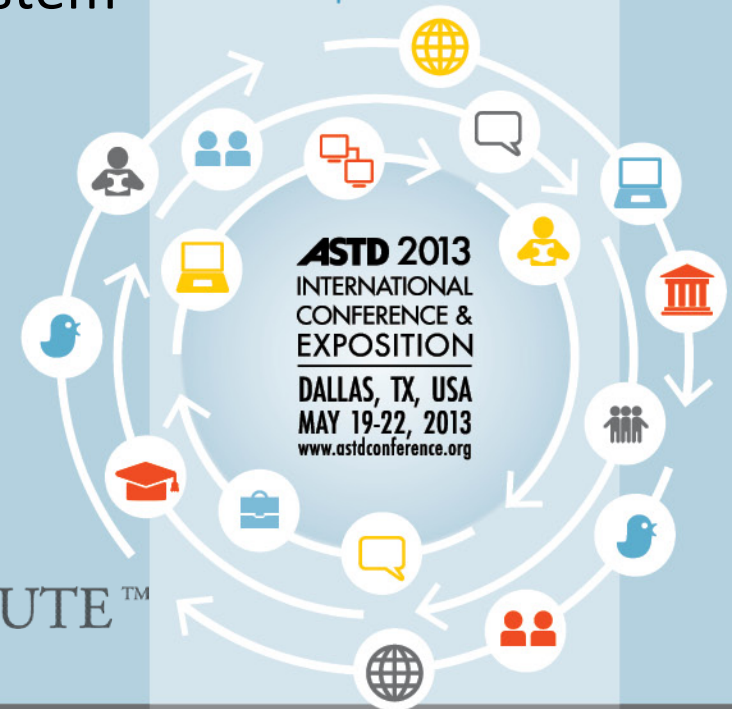 ASTD 2013
INTERNATIONAL
CONFERENCE &
EXPOSITION
DALLAS, TX, USA
MAY 19-22, 2013
www.astdconference.org
UTE™